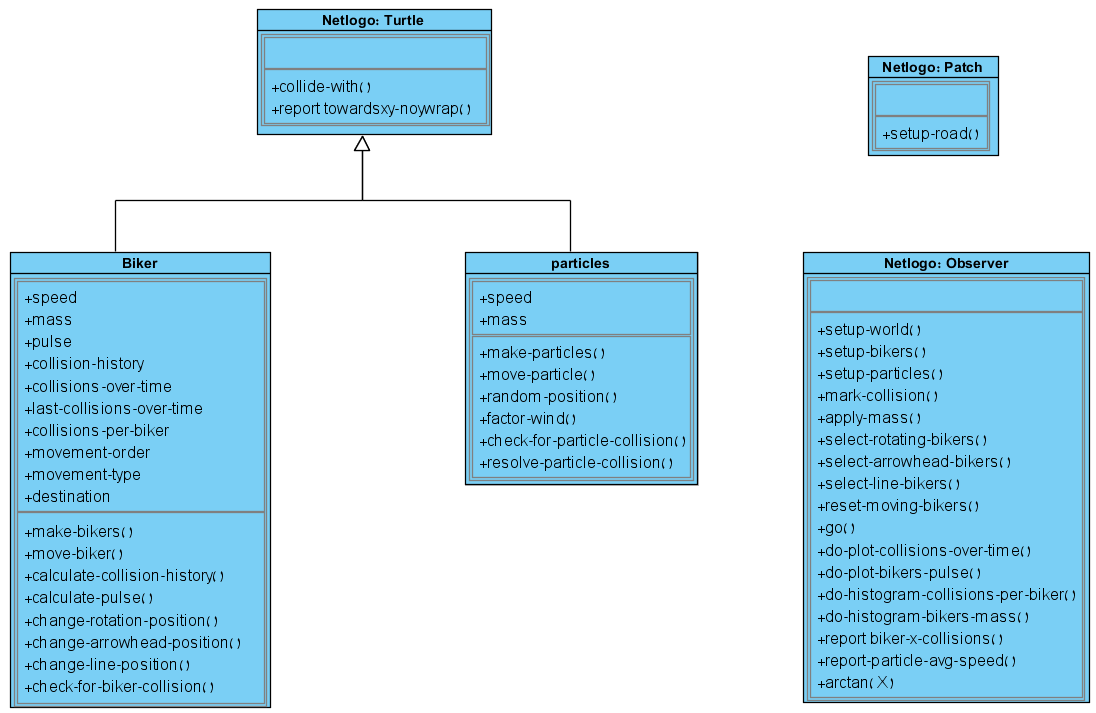 Netlogo: Turtle
+collide-with()
+report towardsxy-noywrap()
Netlogo: Patch
+setup-road()
Biker
+speed
+mass
+pulse
+collision-history
+collisions-over-time
+last-collisions-over-time
+collisions-per-biker
+movement-order
+movement-type
+destination
+make-bikers()
+move-biker()
+calculate-collision-history()
+calculate-pulse()
+change-rotation-position()
+change-arrowhead-position()
+change-line-position()
+check-for-biker-collision()
particles
+speed
+mass
+make-particles()
+move-particle()
+random-position()
+factor-wind()
+check-for-particle-collision()
+resolve-particle-collision()
Netlogo: Observer
+setup-world()
+setup-bikers()
+setup-particles()
+mark-collision()
+apply-mass()
+select-rotating-bikers()
+select-arrowhead-bikers()
+select-line-bikers()
+reset-moving-bikers()
+go()
+do-plot-collisions-over-time()
+do-plot-bikers-pulse()
+do-histogram-collisions-per-biker()
+do-histogram-bikers-mass()
+report biker-x-collisions()
+report-particle-avg-speed()
+arctan(X)